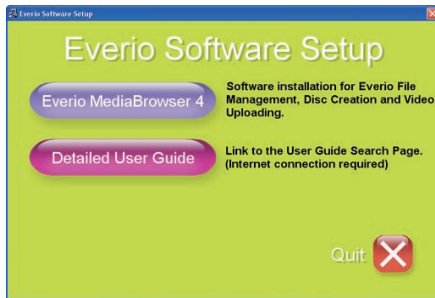 Everio Software Setup
Everio Software Setup
Everio MediaBrowser 4
Software installation for Everio File
Management, Disc Creation and Video
Uploading.
Detailed User Guide
Link to the User Guide Search Page.
(Internet connection required)
Quit